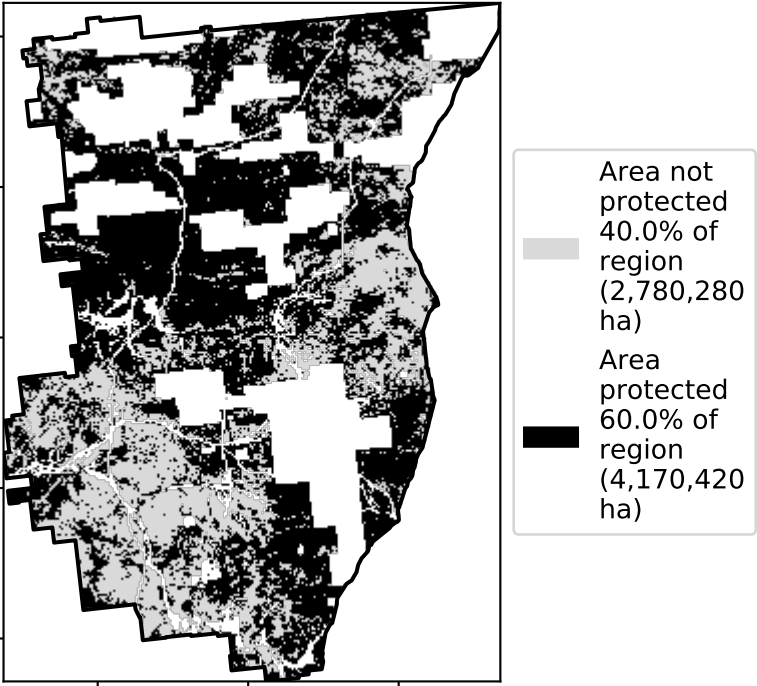 Area not
protected
40.0% of
region
(2,780,280
ha)
Area
protected
60.0% of
region
(4,170,420
ha)